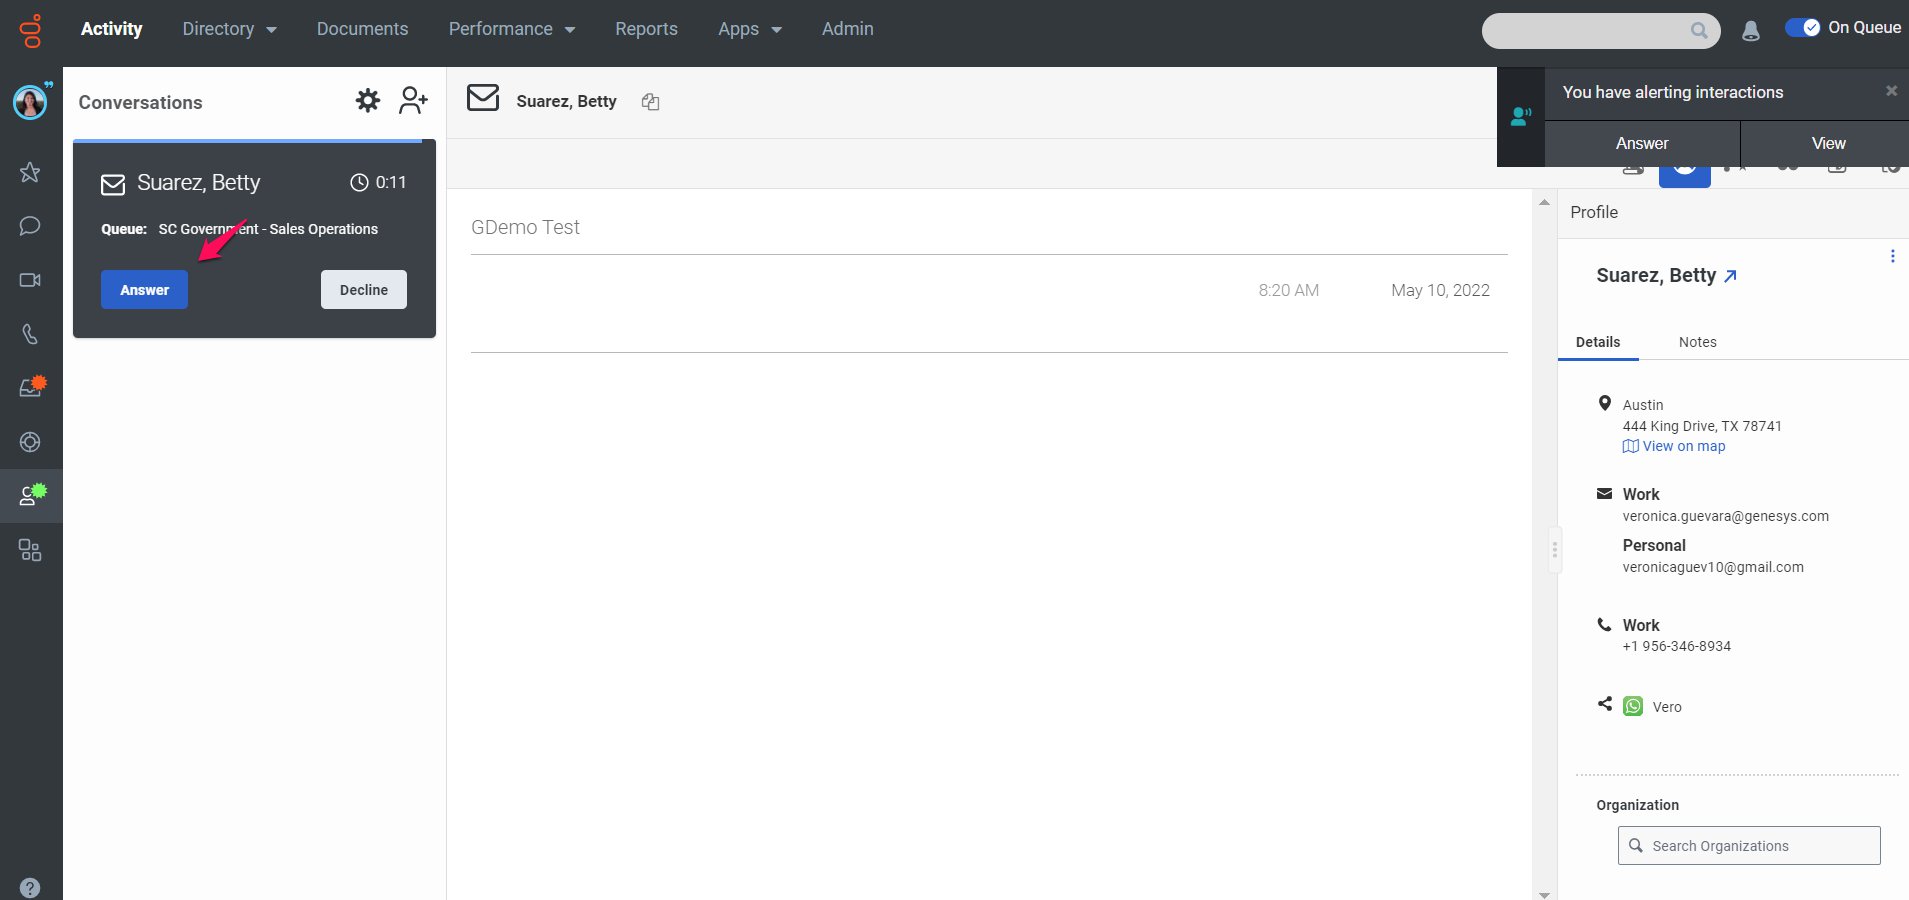 Activity Directory Documents Performance Reports Apps Admin On Queue
Conversations
Suarez, Betty
You have alerting interactions
Answer View
Suarez, Betty 0:11
Queue: SC Government - Sales Operations
Answer Decline
GDemo Test
8:20 AM May 10, 2022
Profile
Suarez, Betty
Details Notes
Austin
444 King Drive, TX 78741
View on map
Work
veronica.guevara@genesys.com
Personal
veronicaguev10@gmail.com
Work
+1 956-346-8934
Vero
Organization
Search Organizations